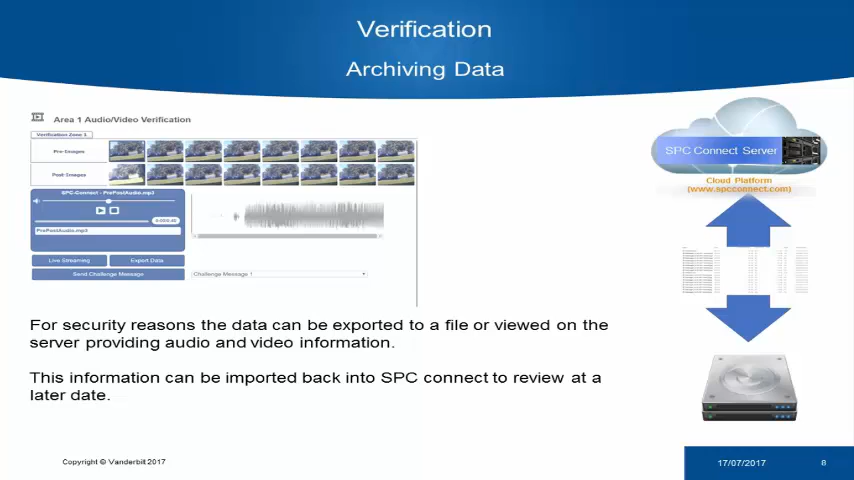 Verification
Archiving Data
Area 1 Audio/Video Verification
Verification Zone 1
Pre-Images
Post-Images
SPC-Connect - PrePostAudio.mp3
PrePostAudio.mp3
Live Streaming
Export Data
Send Challenge Message
Challenge Message 1
SPC Connect Server
Cloud Platform
(www.spcconnect.com)
For security reasons the data can be exported to a file or viewed on the
server providing audio and video information.
This information can be imported back into SPC connect to review at a
later date.
Copyright © Vanderbilt 2017
17/07/2017
8